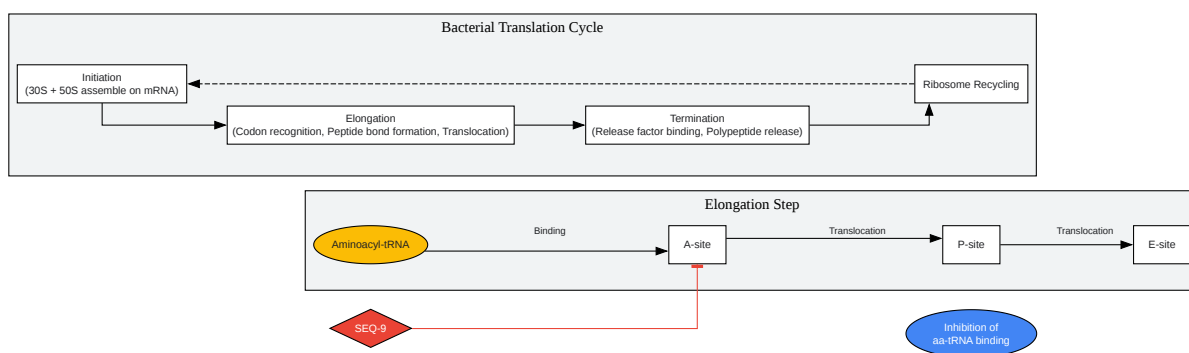 Bacterial Translation Cycle
Initiation
(30S + 50S assemble on mRNA)
Ribosome Recycling
Elongation
(Codon recognition, Peptide bond formation, Translocation)
Termination
(Release factor binding, Polypeptide release)
Elongation Step
Aminoacyl-tRNA
Binding
A-site
Translocation
P-site
Translocation
E-site
SEQ-9
Inhibition of
aa-tRNA binding